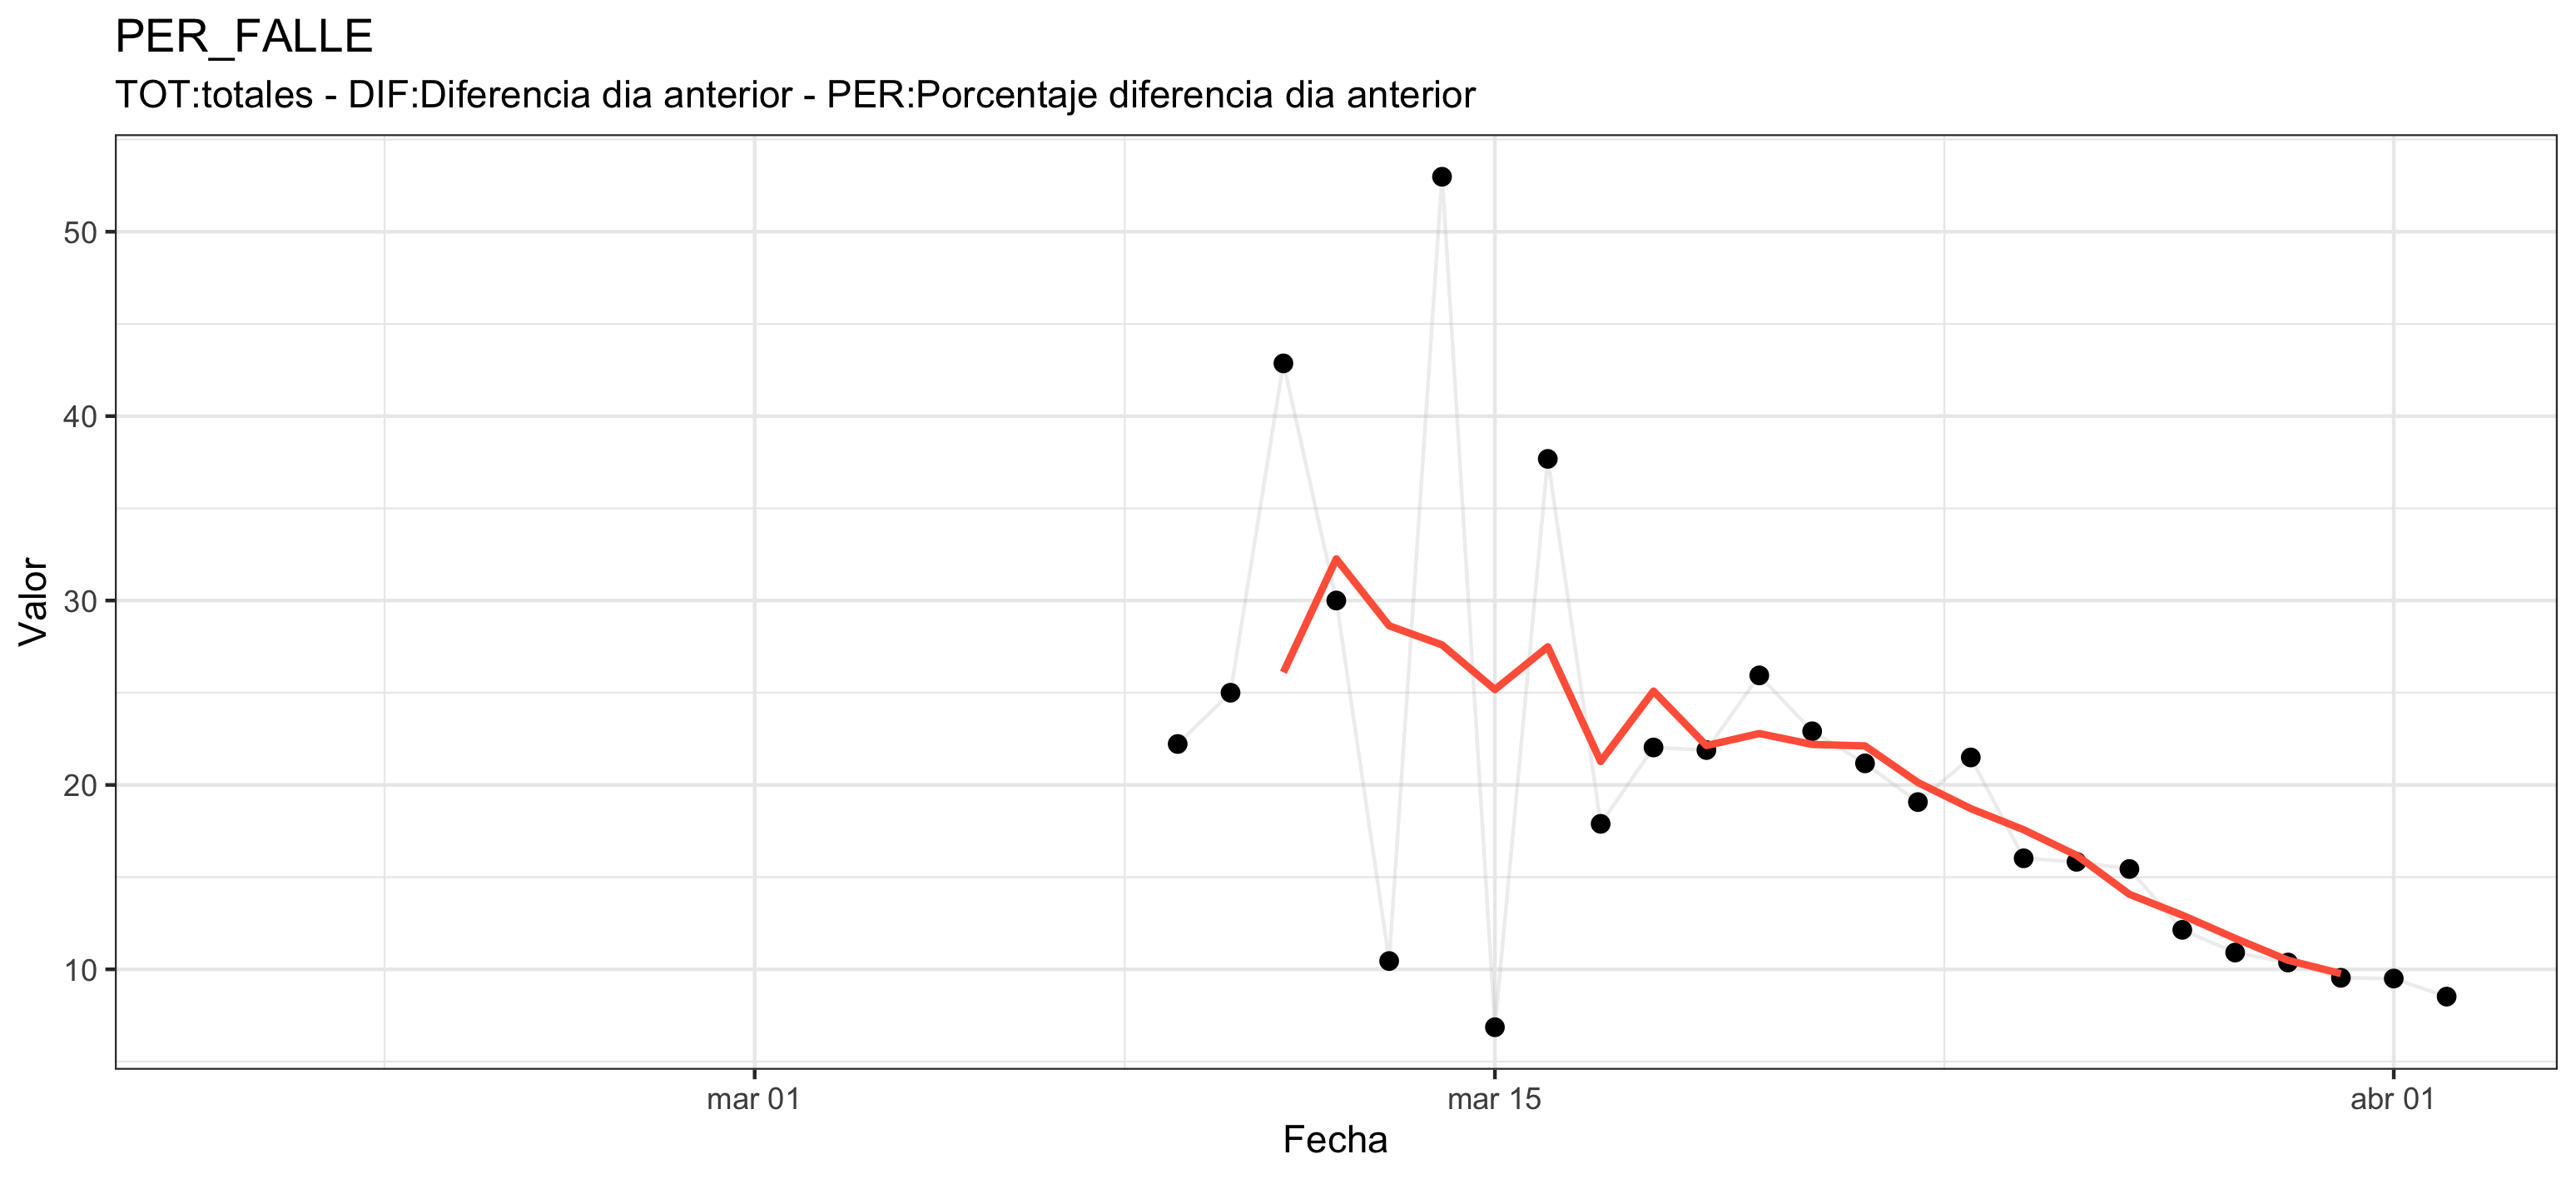 PER_FALLE
TOT:totales - DIF:Diferencia dia anterior - PER:Porcentaje diferencia dia anterior
Valor
50
40
30
20
10
mar 01
mar 15
abr 01
Fecha